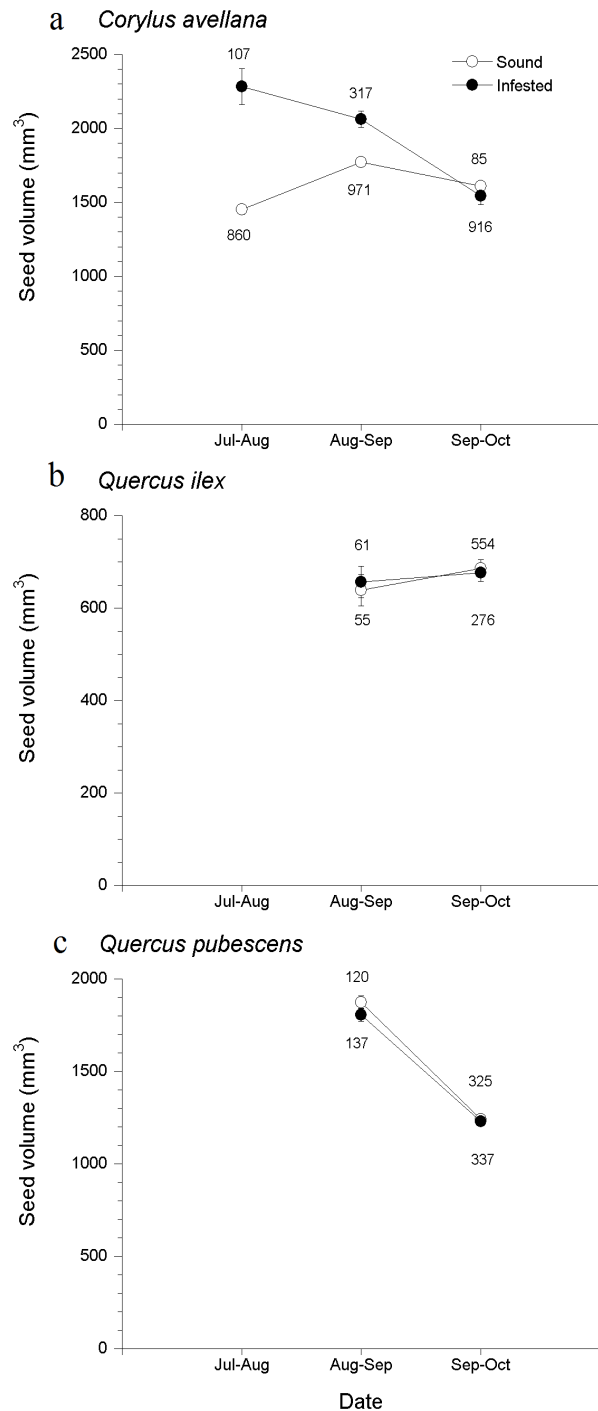 a Corylus avellana
2500
107
Sound
Infested
317
2000
85
1500
971
916
860
1000
500
0
Seed volume (mm³)
Jul-Aug Aug-Sep Sep-Oct
b Quercus ilex
800
61 554
600
55 276
400
200
0
Seed volume (mm³)
Jul-Aug Aug-Sep Sep-Oct
c Quercus pubescens
2000
120
137
1500
325
337
1000
500
0
Seed volume (mm³)
Jul-Aug Aug-Sep Sep-Oct
Date